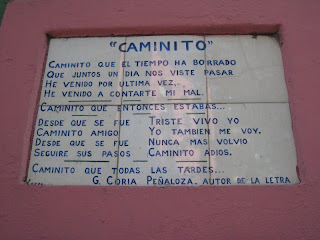 "CAMINITO"
CAMINITO QUE EL TIEMPO HA BORRADO
QUE JUNTOS UN DIA NOS VISTE PASAR
HE VENIDO POR ULTIMA VEZ..
HE VENIDO A CONTARTE MI MAL.
CAMINITO QUE ENTONCES ESTABAS...
DESDE QUE SE FUE TRISTE VIVO YO
CAMINITO AMIGO YO TAMBIEN ME VOY.
DESDE QUE SE FUE NUNCA MAS VOLVIO
SEGUIRE SUS PASOS CAMINITO ADIOS.
CAMINITO QUE TODAS LAS TARDES...
G. CORIA PEÑALOZA. AUTOR DE LA LETRA